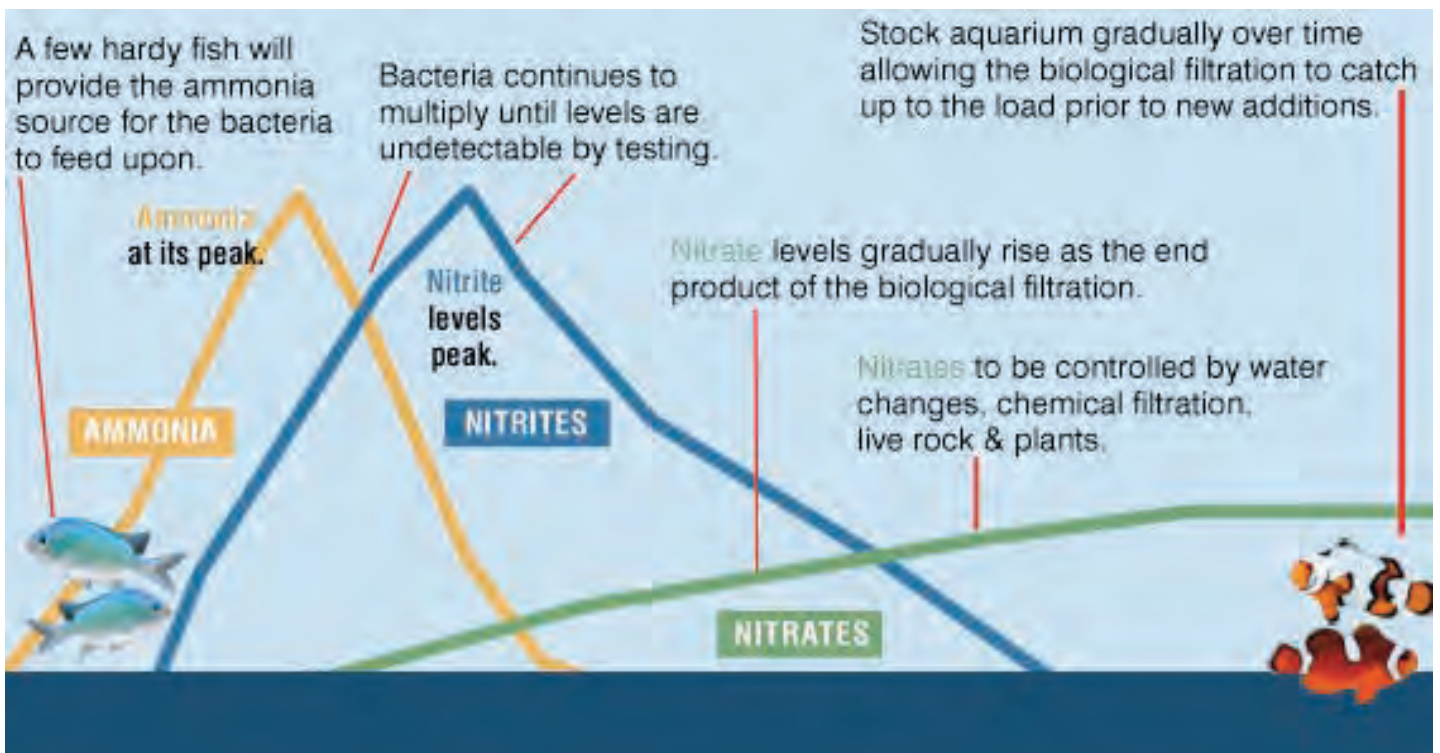 A few hardy fish will
provide the ammonia
source for the bacteria
to feed upon.
Bacteria continues to
multiply until levels are
undetectable by testing.
Stock aquarium gradually over time
allowing the biological filtration to catch
up to the load prior to new additions.
Ammonia
at its peak.
Nitrite
levels
peak.
Nitrate levels gradually rise as the end
product of the biological filtration.
Nitrates to be controlled by water
changes, chemical filtration,
live rock & plants.
AMMONIA
NITRITES
NITRATES